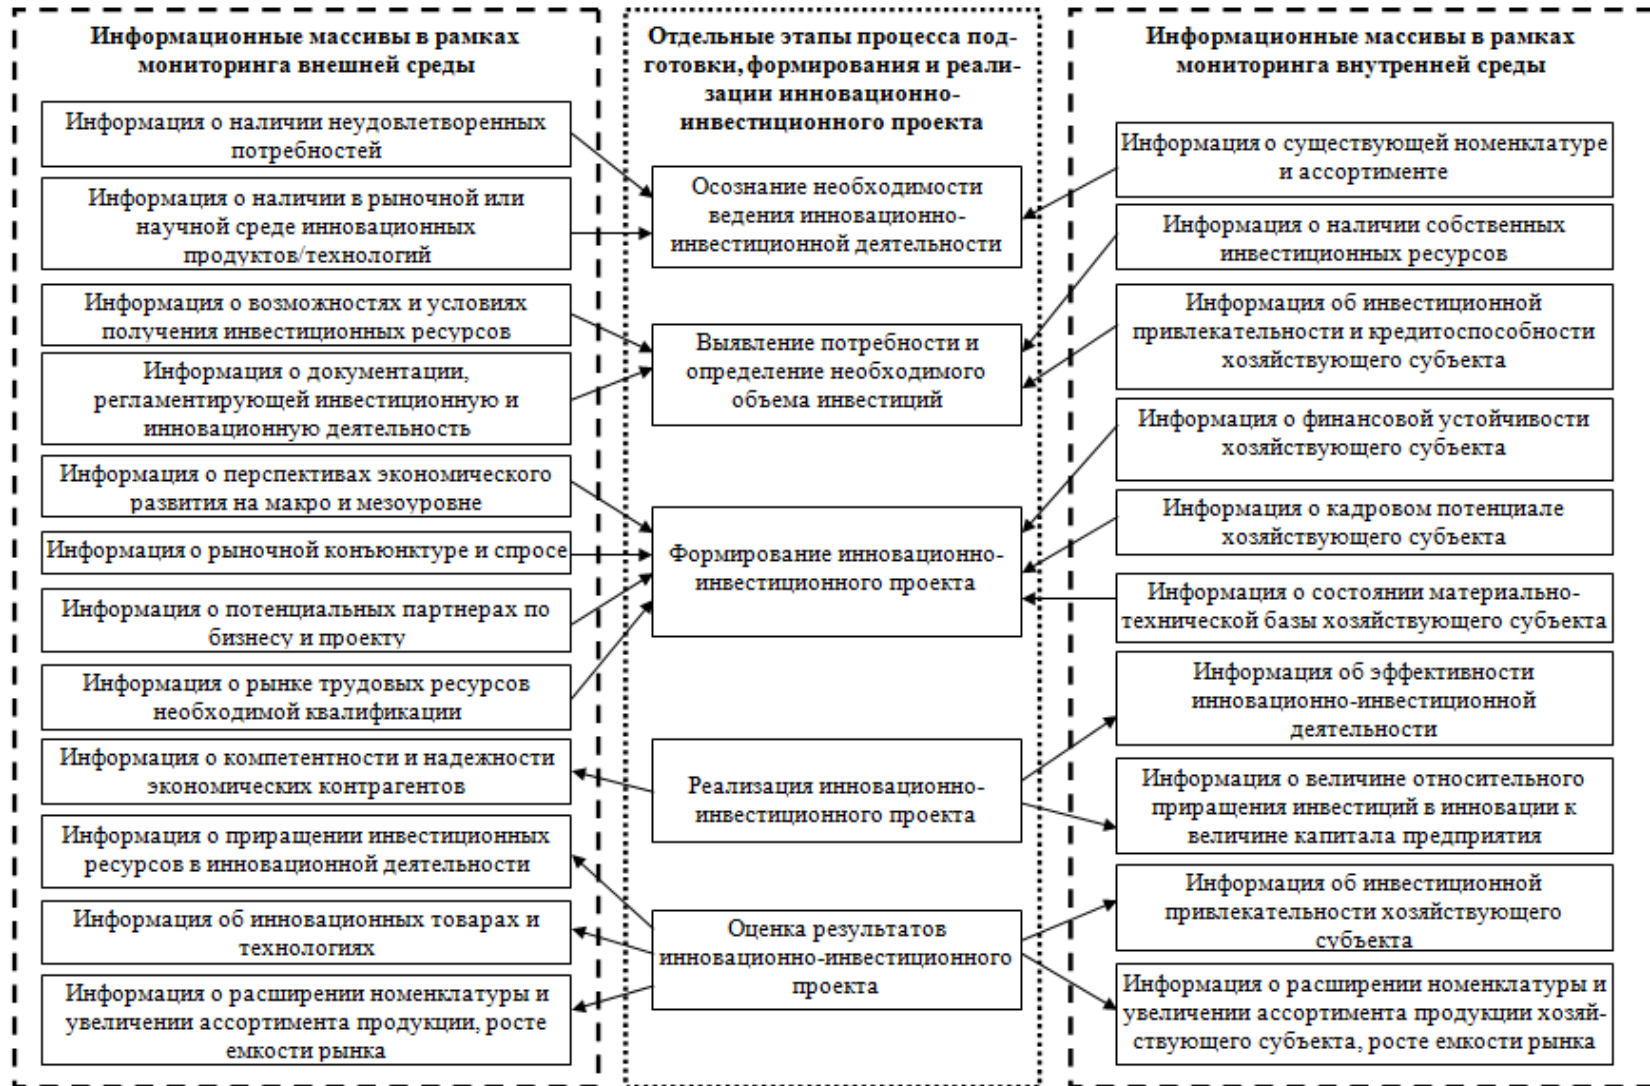 Информационные массивы в рамках
мониторинга внешней среды
Информация о наличии неудовлетворенных
потребностей
Информация о наличии в рыночной или
научной среде инновационных
продуктов/технологий
Информация о возможностях и условиях
получения инвестиционных ресурсов
Информация о документации,
регламентирующей инвестиционную и
инновационную деятельность
Информация о перспективах экономического
развития на макро и мезоуровне
Информация о рыночной конъюнктуре и спросе
Информация о потенциальных партнерах по
бизнесу и проекту
Информация о рынке трудовых ресурсов
необходимой квалификации
Информация о компетентности и надежности
экономических контрагентов
Информация о приращении инвестиционных
ресурсов в инновационной деятельности
Информация об инновационных товарах и
технологиях
Информация о расширении номенклатуры и
увеличении ассортимента продукции, росте
емкости рынка
Отдельные этапы процесса под-
готовки, формирования и реали-
зации инновационно-
инвестиционного проекта
Осознание необходимости
ведения инновационно-
инвестиционной деятельности
Выявление потребности и
определение необходимого
объема инвестиций
Формирование инновационно-
инвестиционного проекта
Реализация инновационно-
инвестиционного проекта
Оценка результатов
инновационно-инвестиционного
проекта
Информационные массивы в рамках
мониторинга внутренней среды
Информация о существующей номенклатуре
и ассортименте
Информация о наличии собственных
инвестиционных ресурсов
Информация об инвестиционной
привлекательности и кредитоспособности
хозяйствующего субъекта
Информация о финансовой устойчивости
хозяйствующего субъекта
Информация о кадровом потенциале
хозяйствующего субъекта
Информация о состоянии материально-
технической базы хозяйствующего субъекта
Информация об эффективности
инновационно-инвестиционной
деятельности
Информация о величине относительного
приращения инвестиций в инновации к
величине капитала предприятия
Информация об инвестиционной
привлекательности хозяйствующего
субъекта
Информация о расширении номенклатуры и
увеличении ассортимента продукции хозяй-
ствующего субъекта, росте емкости рынка